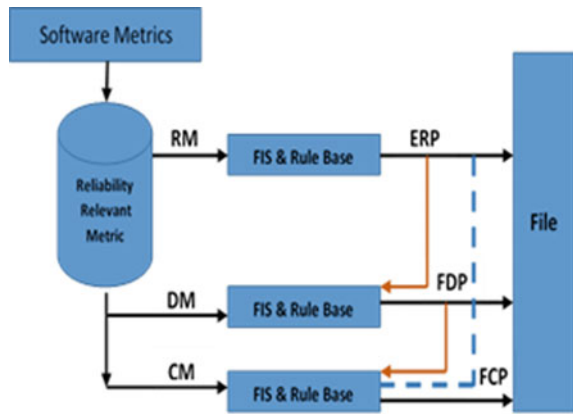 Software Metrics
RM
FIS & Rule Base
ERP
Reliability
Relevant
Metric
File
DM
FIS & Rule Base
FDP
CM
FIS & Rule Base
FCP